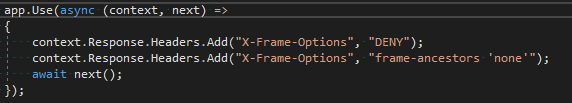 app.Use(async (context, next) =>
{
    context.Response.Headers.Add("X-Frame-Options", "DENY");
    context.Response.Headers.Add("X-Frame-Options", "frame-ancestors 'none'");
    await next();
});